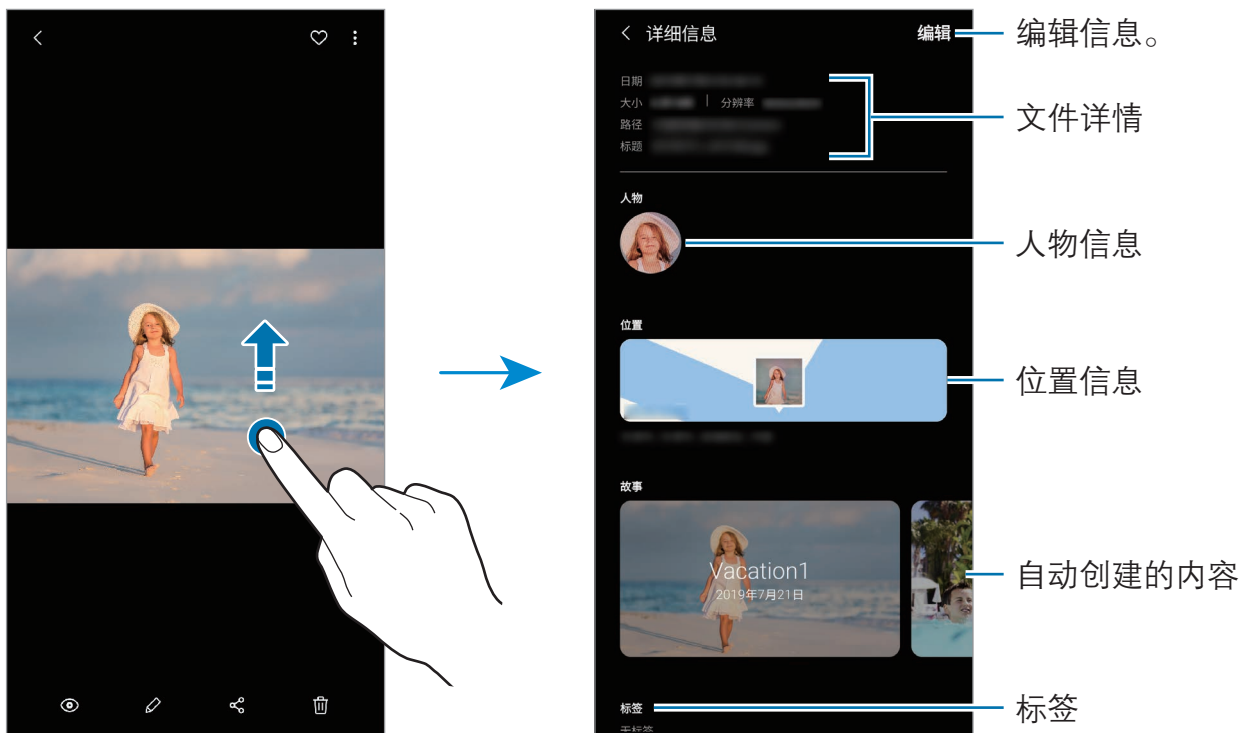 详细信息
编辑
编辑信息。
日期
大小
分辨率
路径
标题
文件详情
人物
人物信息
位置
位置信息
故事
Vacation1
2019年7月21日
自动创建的内容
标签
标签
无标签